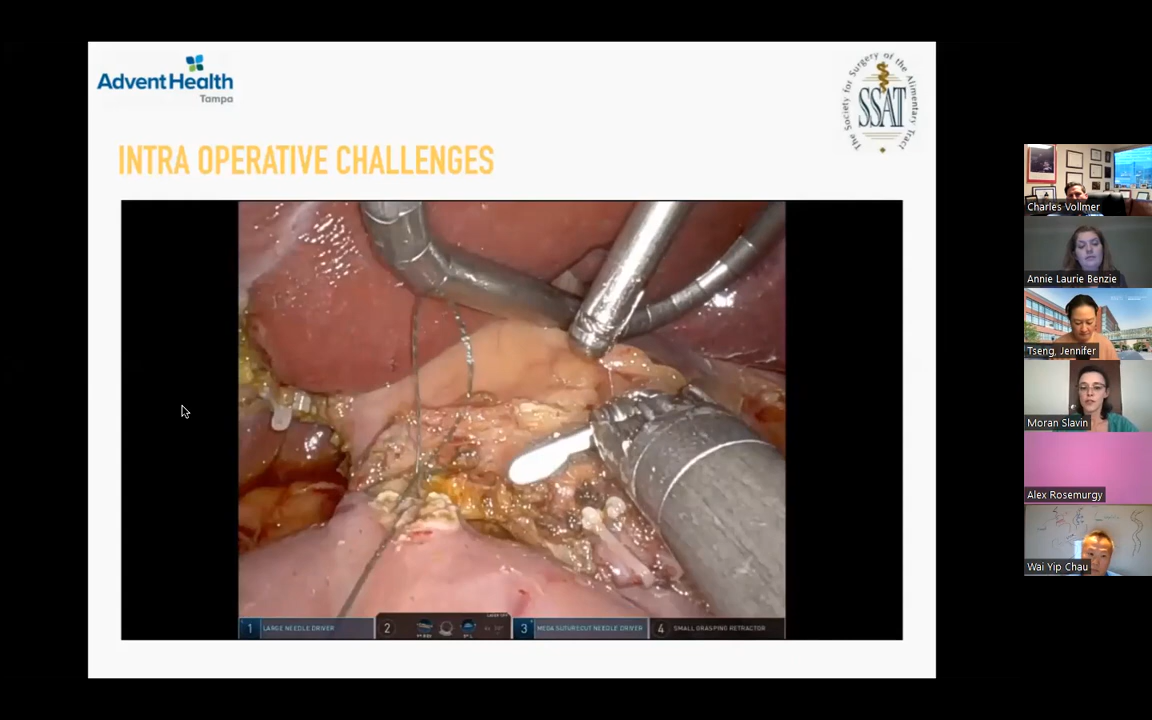 AdventHealth
Tampa
The Society for Surgery of the Alimentary Tract
SSAT
INTRA OPERATIVE CHALLENGES
1 LARGE NEEDLE DRIVER
2
3 MEGA SUTURECUT NEEDLE DRIVER
4 SMALL GRASPING RETRACTOR
Charles Vollmer
Annie Laurie Benzie
Tseng, Jennifer
Moran Slavin
Alex Rosemurgy
Wai Yip Chau